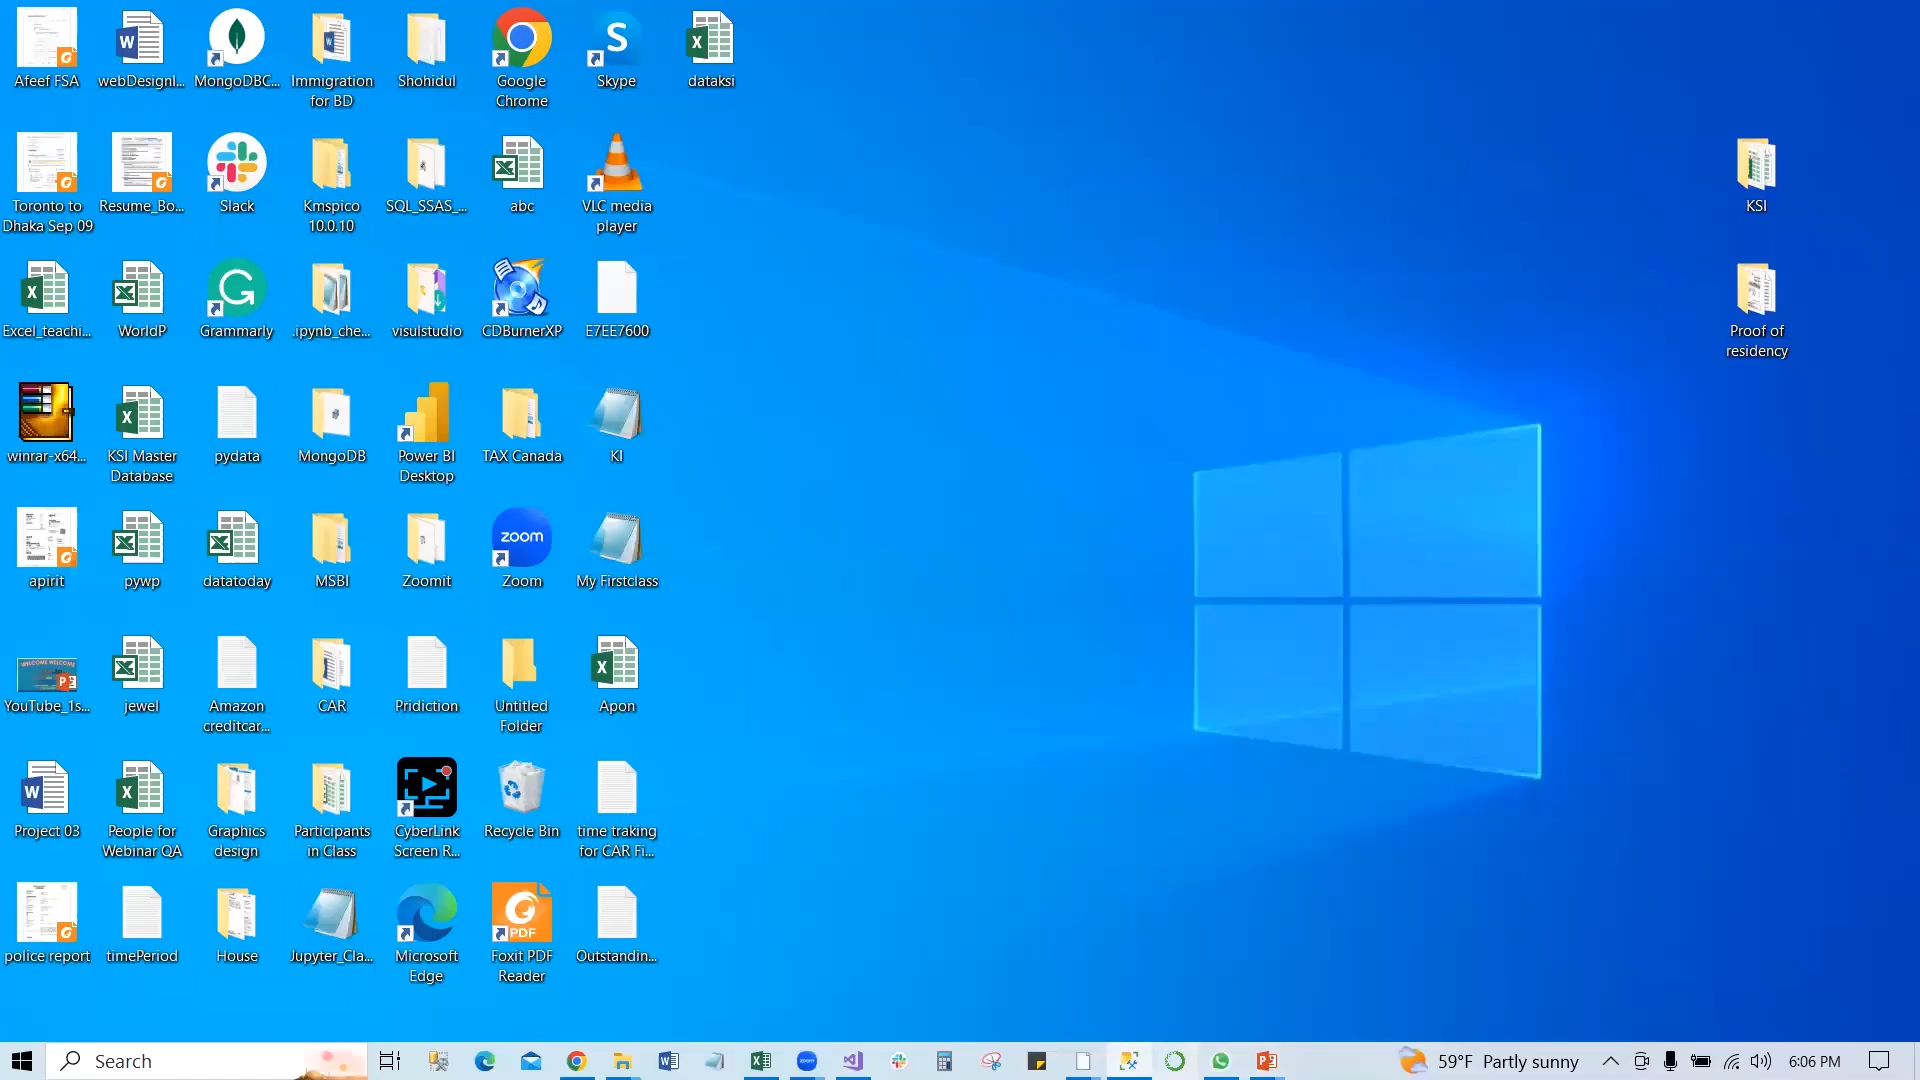 Afeef FSA
webDesignI...
MongoDBC...
Immigration
for BD
Shohidul
Google
Chrome
Skype
dataksi
Toronto to
Dhaka Sep 09
Resume_Bo...
Slack
Kmspico
10.0.10
SQL_SSAS_...
abc
VLC media
player
KSI
Excel_teachi...
WorldP
Grammarly
.ipynb_che...
visulstudio
CDBurnerXP
E7EE7600
Proof of
residency
winrar-x64...
KSI Master
Database
pydata
MongoDB
Power BI
Desktop
TAX Canada
KI
apirit
pywp
datatoday
MSBI
Zoomit
zoom
Zoom
My Firstclass
WELCOME WELCOME
YouTube_1s...
jewel
Amazon
creditcar...
CAR
Pridiction
Untitled
Folder
Apon
Project 03
People for
Webinar QA
Graphics
design
Participants
in Class
CyberLink
Screen R...
Recycle Bin
time traking
for CAR Fi...
police report
timePeriod
House
Jupyter_Cla...
Microsoft
Edge
PDF
Foxit PDF
Reader
Outstandin...
Search
59°F Partly sunny
6:06 PM